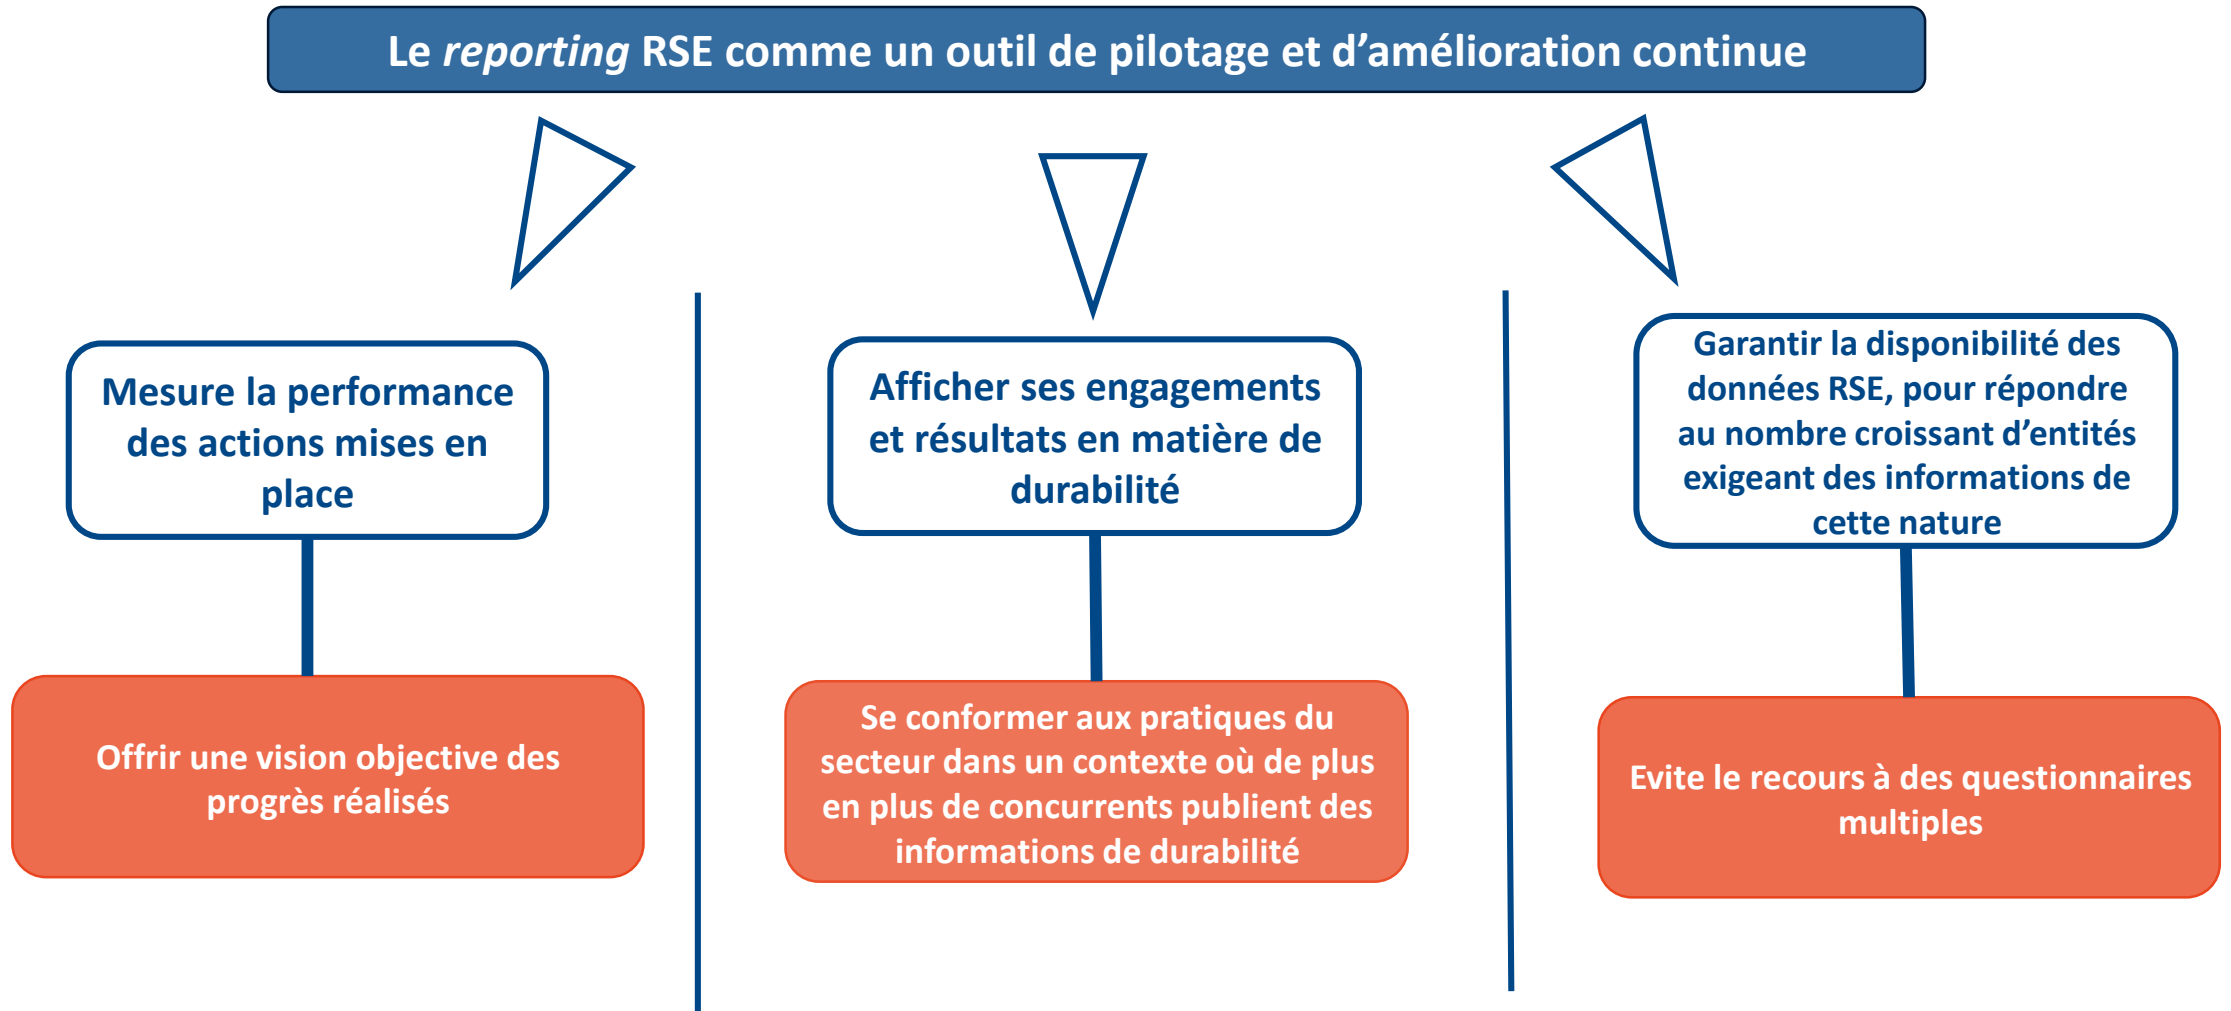 Le reporting RSE comme un outil de pilotage et d’amélioration continue
Mesure la performance
des actions mises en
place
Offrir une vision objective des
progrès réalisés
Afficher ses engagements
et résultats en matière de
durabilité
Se conformer aux pratiques du
secteur dans un contexte où de plus
en plus de concurrents publient des
informations de durabilité
Garantir la disponibilité des
données RSE, pour répondre
au nombre croissant d’entités
exigeant des informations de
cette nature
Evite le recours à des questionnaires
multiples